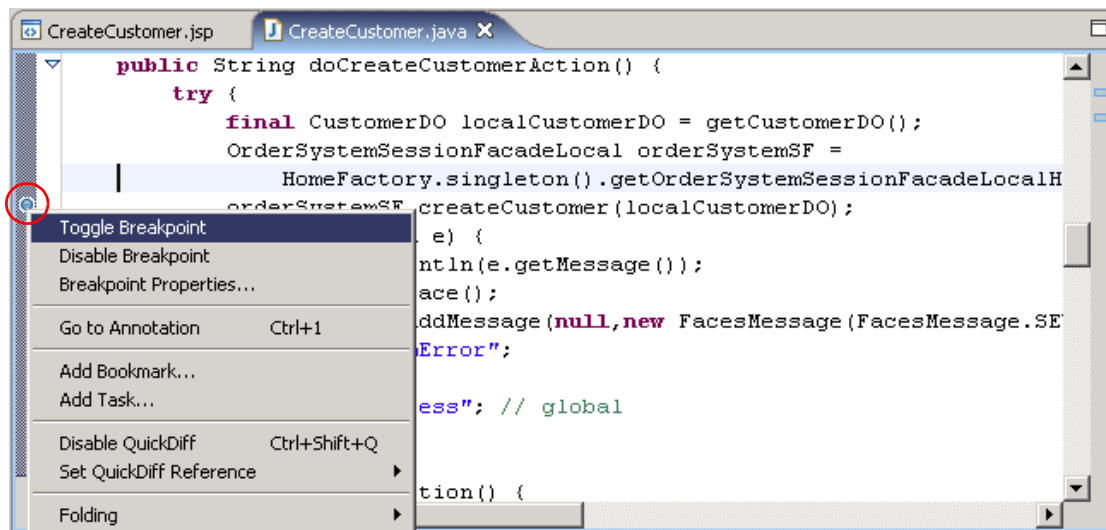 CreateCustomer.jsp CreateCustomer.java
public String doCreateCustomerAction() {
try {
final CustomerDO localCustomerDO = getCustomerDO();
OrderSystemSessionFacadeLocal orderSystemSF =
HomeFactory.singleton().getOrderSystemSessionFacadeLocalH
orderSystemSF.createCustomer(localCustomerDO);
e) {
ntln(e.getMessage());
ace();
ddMessage(null,new FacesMessage(FacesMessage.SE
Error";
ess"; // global
tion() {
Toggle Breakpoint
Disable Breakpoint
Breakpoint Properties...
Go to Annotation Ctrl+1
Add Bookmark...
Add Task...
Disable QuickDiff Ctrl+Shift+Q
Set QuickDiff Reference
Folding